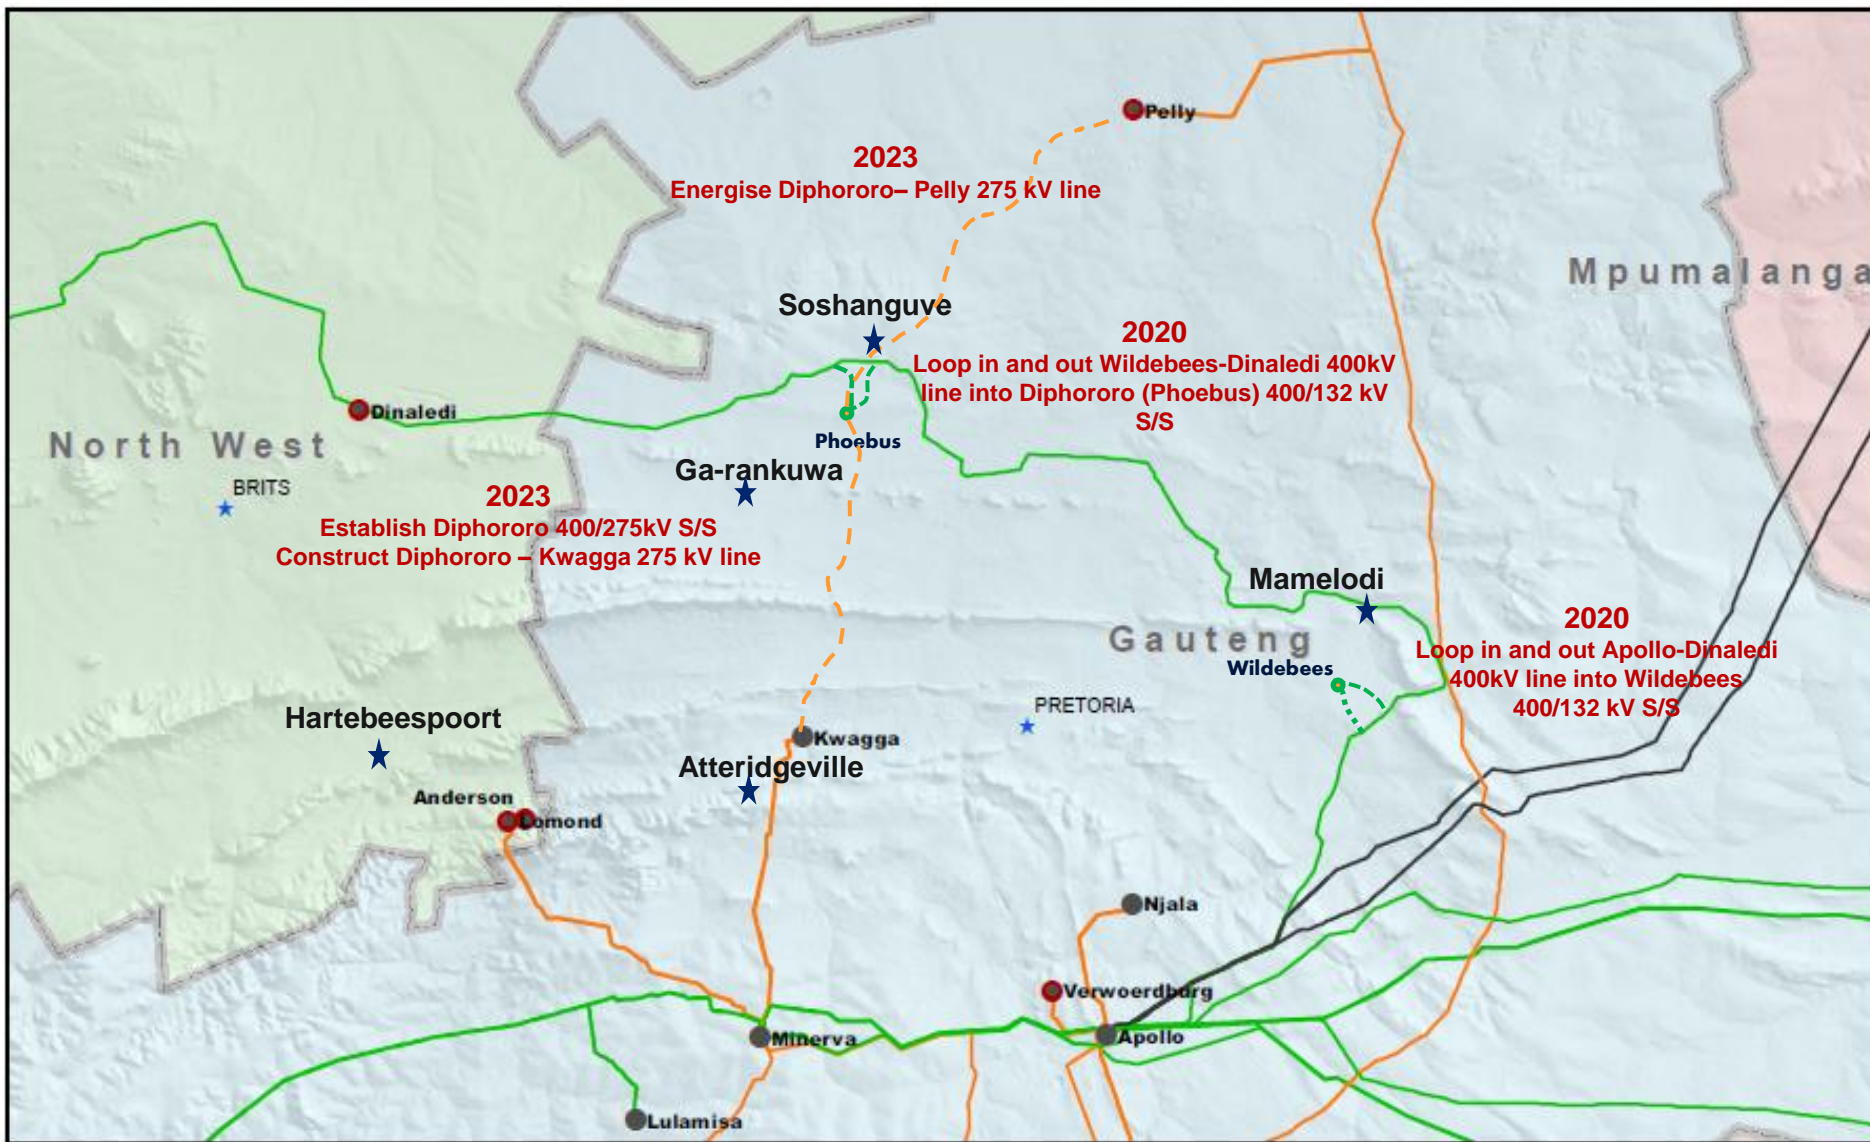 Pelly
2023
Energise Diphororo– Pelly 275 kV line
Mpumalanga
Soshanguve
2020
Loop in and out Wildebees-Dinaledi 400kV
line into Diphororo (Phoebus) 400/132 kV
S/S
Dinaledi
Phoebus
North West
Ga-rankuwa
BRITS
2023
Establish Diphororo 400/275kV S/S
Construct Diphororo – Kwagga 275 kV line
Mamelodi
2020
Loop in and out Apollo-Dinaledi
400kV line into Wildebees
400/132 kV S/S
Gauteng
Wildebees
PRETORIA
Hartebeespoort
Kwagga
Atteridgeville
Anderson
Lomond
Njala
Verwoerdburg
Minerva
Apollo
Lulamisa